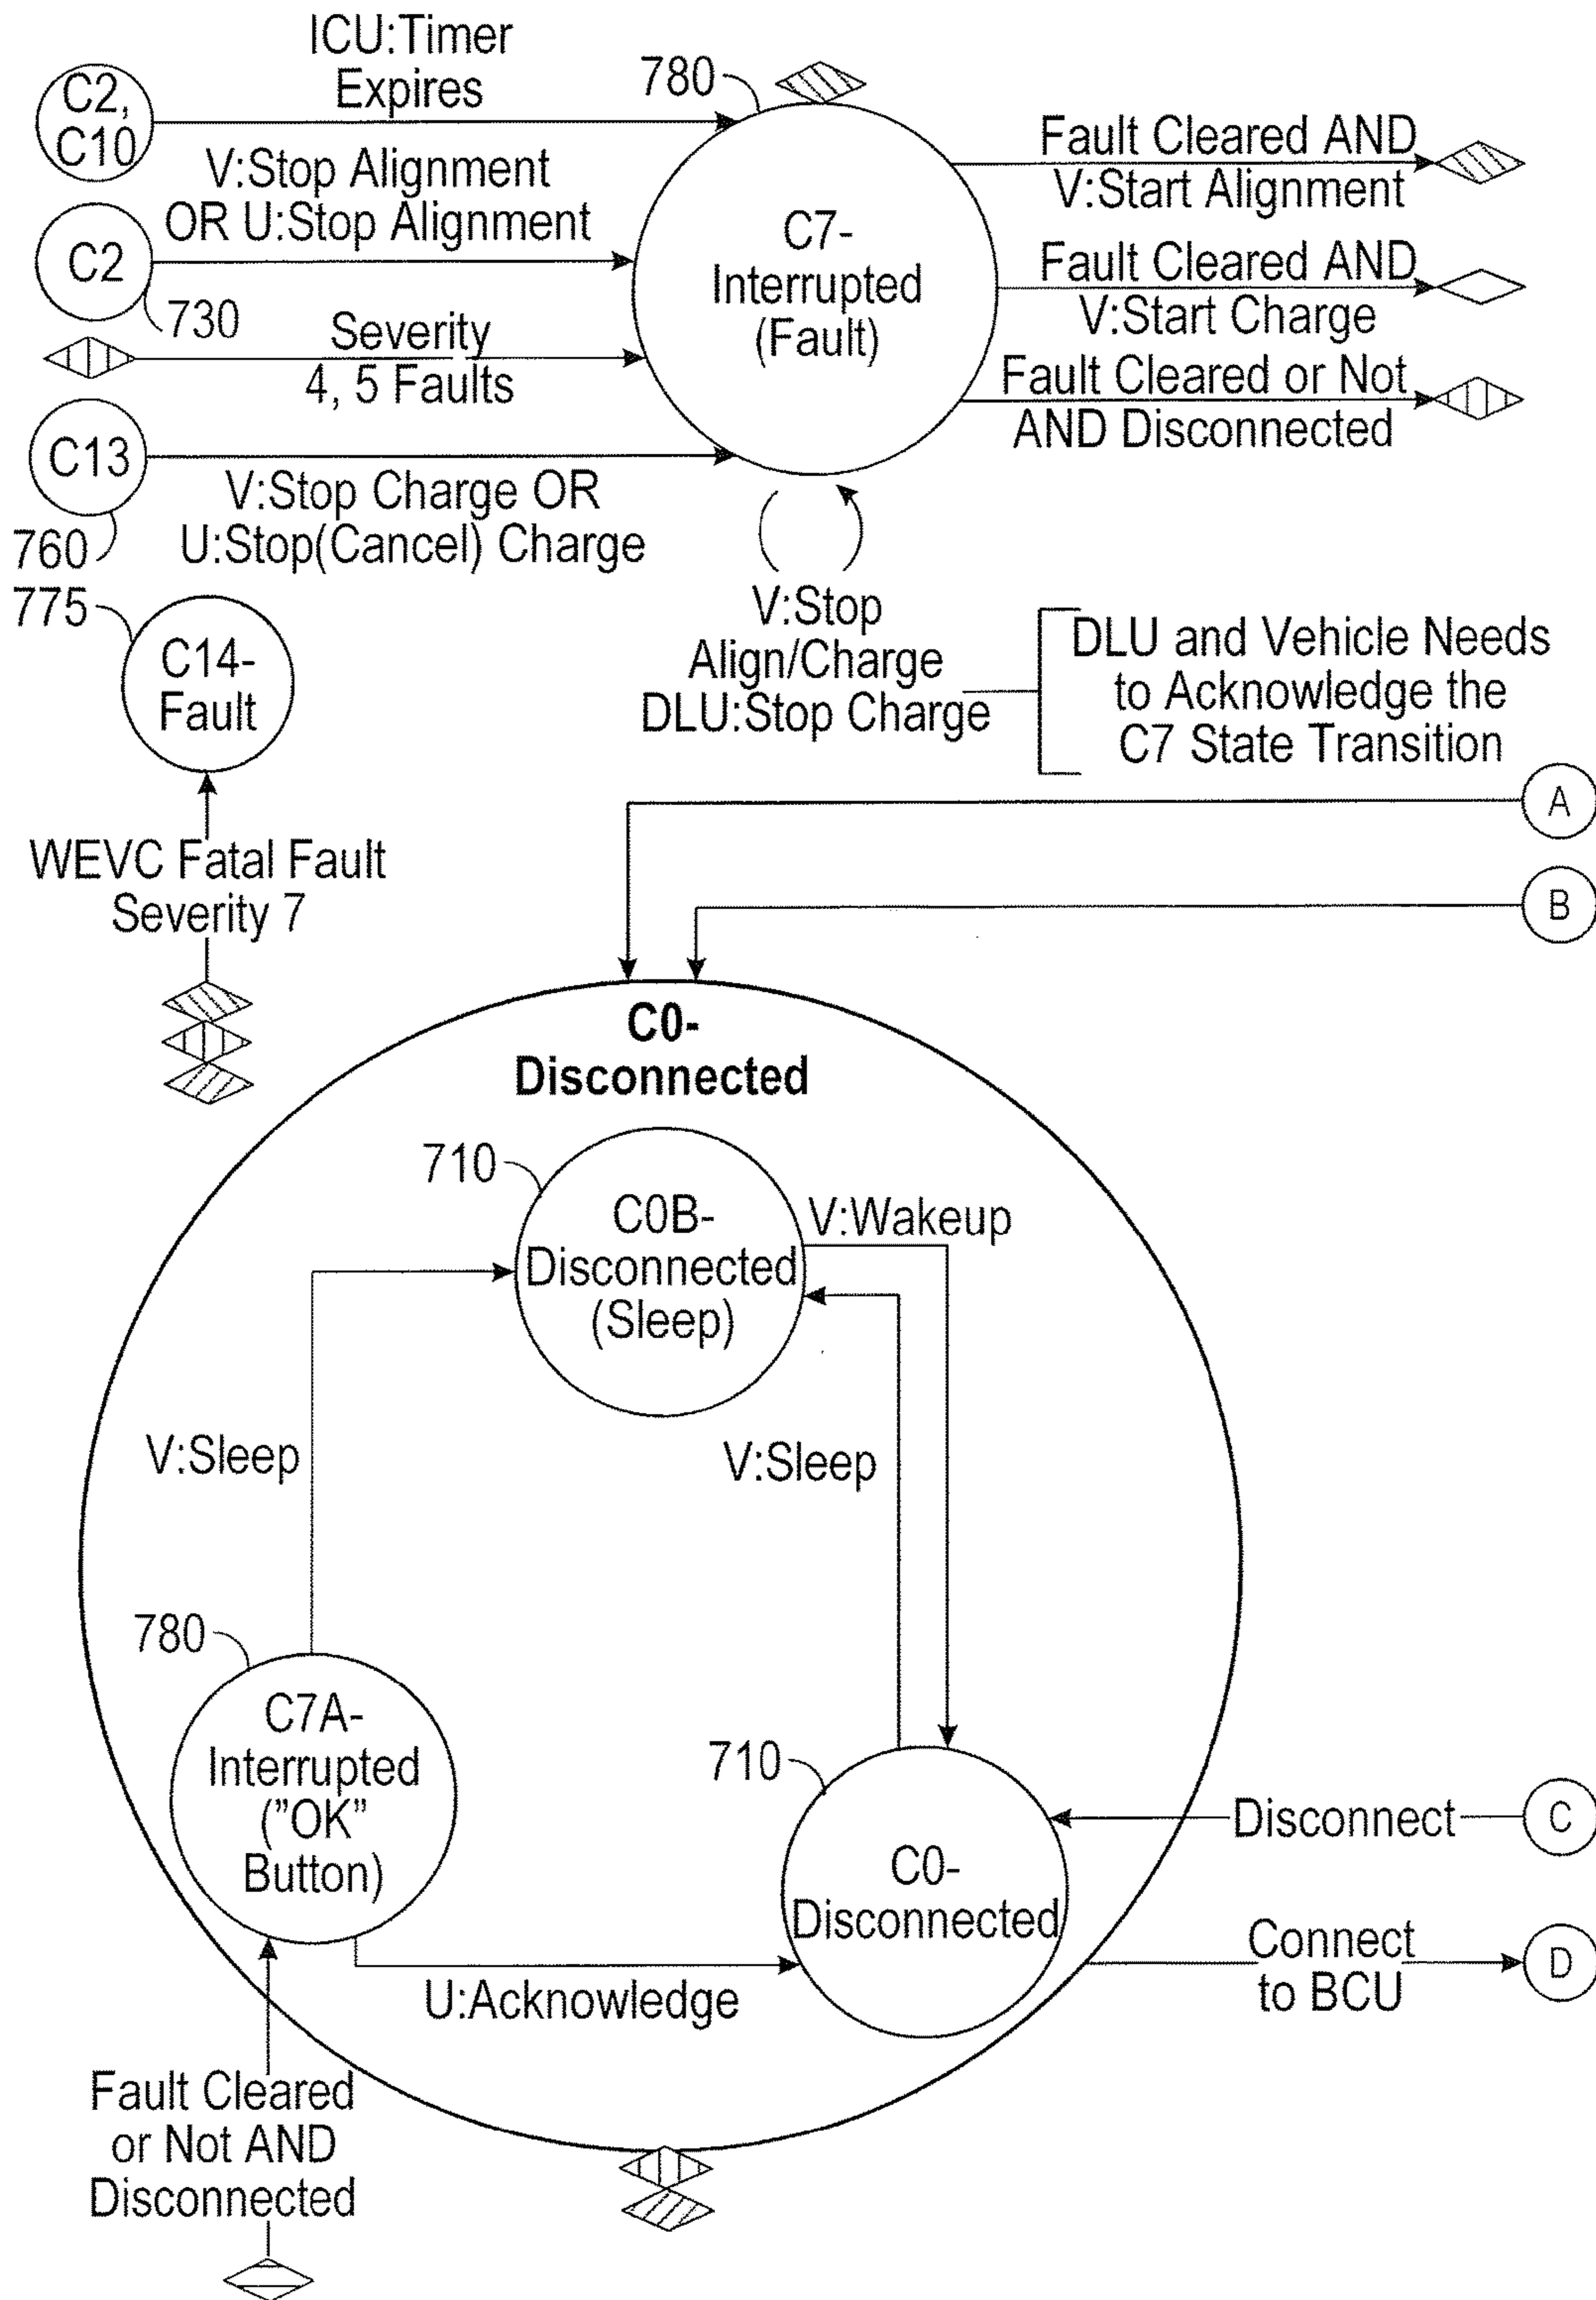 ICU:Timer
Expires
780
C2,
C10
Fault Cleared AND
V:Start Alignment
V:Stop Alignment
OR U:Stop Alignment
C7-
Interrupted
(Fault)
C2
730
Fault Cleared AND
V:Start Charge
Severity
4, 5 Faults
Fault Cleared or Not
AND Disconnected
C13
V:Stop Charge OR
U:Stop(Cancel) Charge
760
775
C14-
Fault
V:Stop
Align/Charge
DLU:Stop Charge
DLU and Vehicle Needs
to Acknowledge the
C7 State Transition
A
WEVC Fatal Fault
Severity 7
B
C0-
Disconnected
710
C0B-
Disconnected
(Sleep)
V:Wakeup
V:Sleep
V:Sleep
780
C7A-
Interrupted
("OK"
Button)
710
C0-
Disconnected
Disconnect
C
Connect
to BCU
D
U:Acknowledge
Fault Cleared
or Not AND
Disconnected